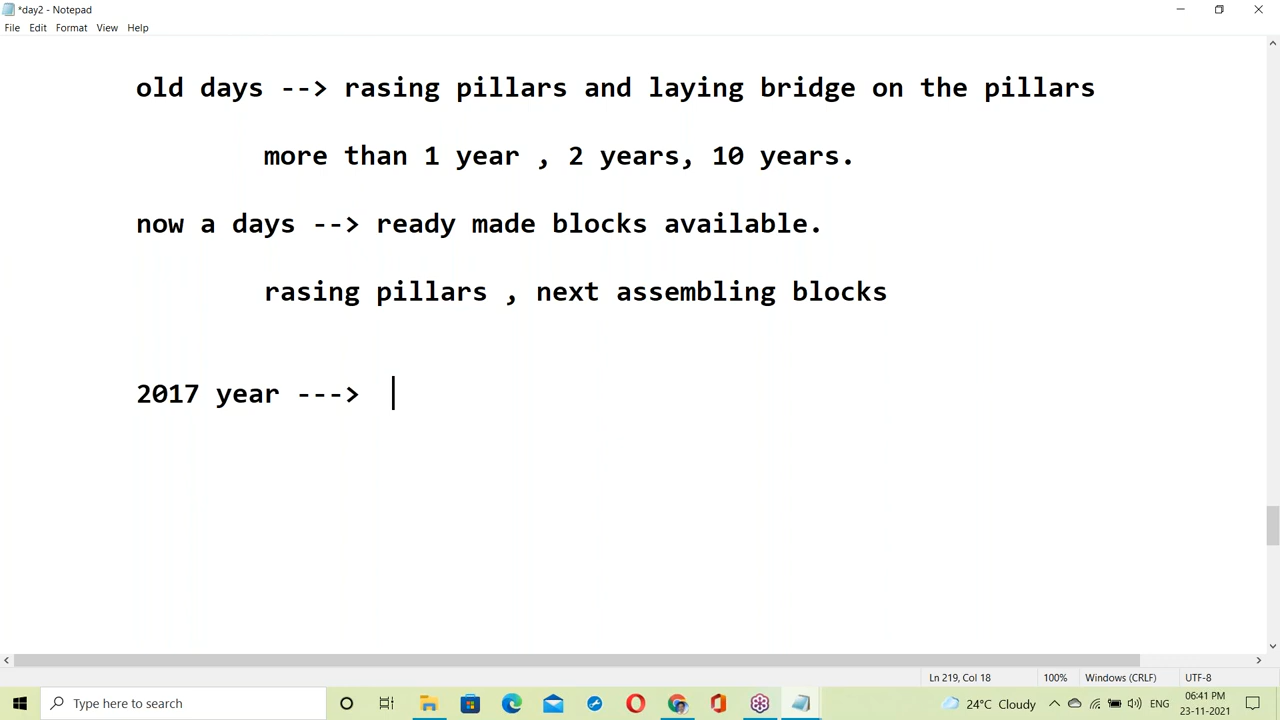 *day2 - Notepad
File Edit Format View Help
old days --> rasing pillars and laying bridge on the pillars
more than 1 year , 2 years, 10 years.
now a days --> ready made blocks available.
rasing pillars , next assembling blocks
2017 year --->
Ln 219, Col 18 100% Windows (CRLF) UTF-8
Type here to search 24°C Cloudy ENG 06:41 PM
23-11-2021